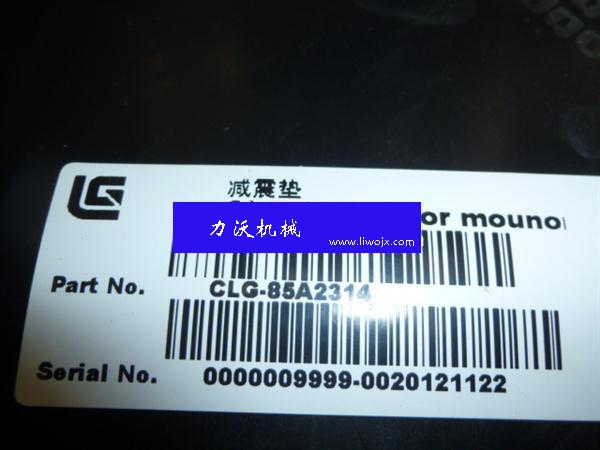 减震垫
力沃机械
or mouno
www.liwojx.com
Part No.
CLG-85A2314
Serial No.
0000009999-0020121122